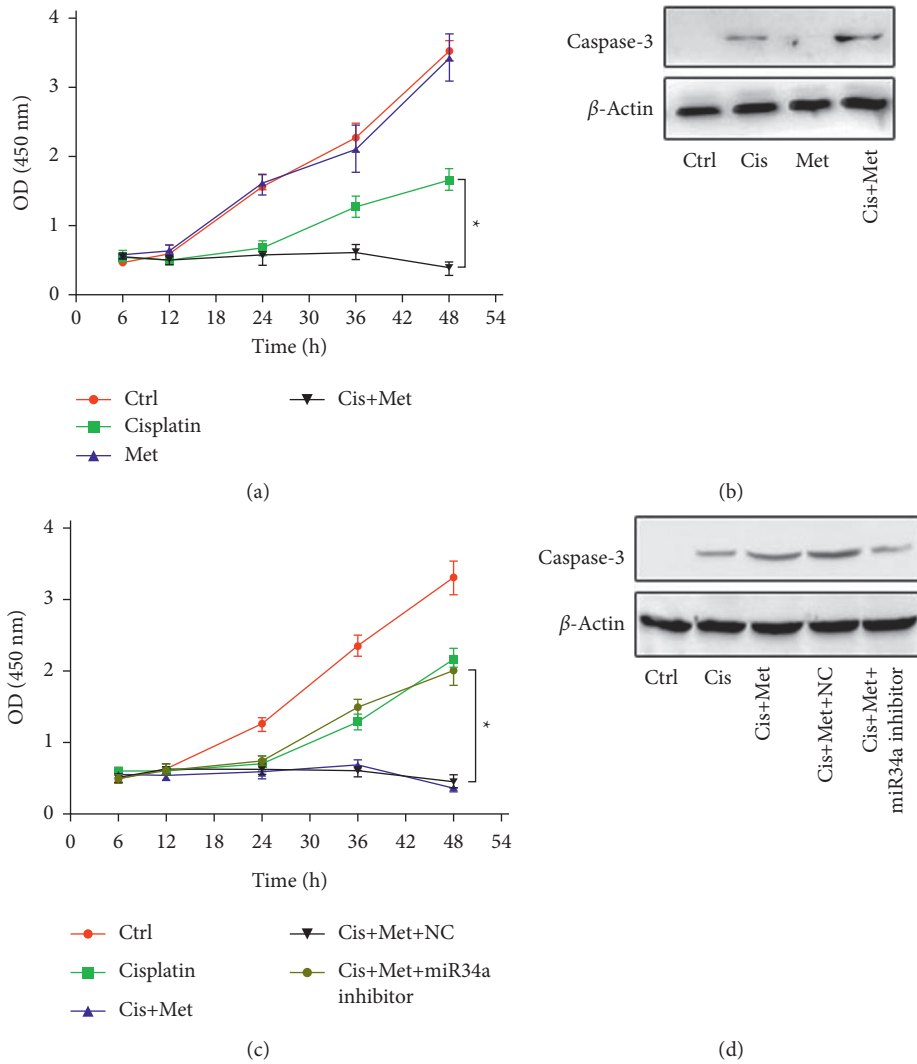 4
3
2
1
0
OD (450 nm)
0 6 12 18 24 30 36 42 48 54
Time (h)
*
Ctrl
Cisplatin
Met
Cis+Met
(a)
Caspase-3
β-Actin
Ctrl Cis Met Cis+Met
(b)
4
3
2
1
0
OD (450 nm)
0 6 12 18 24 30 36 42 48 54
Time (h)
*
Ctrl
Cisplatin
Cis+Met
Cis+Met+NC
Cis+Met+miR34a
inhibitor
(c)
Caspase-3
β-Actin
Ctrl
Cis
Cis+Met
Cis+Met+NC
Cis+Met+
miR34a inhibitor
(d)